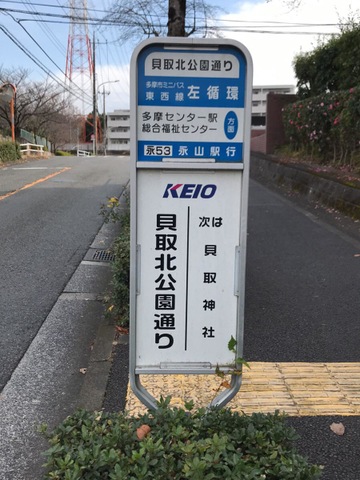 貝取北公園通り
多摩市ミニバス
東西線 左循環
多摩センター駅
総合福祉センター
方面
永53 永山駅行
KEIO
次は 貝取神社
貝取北公園通り